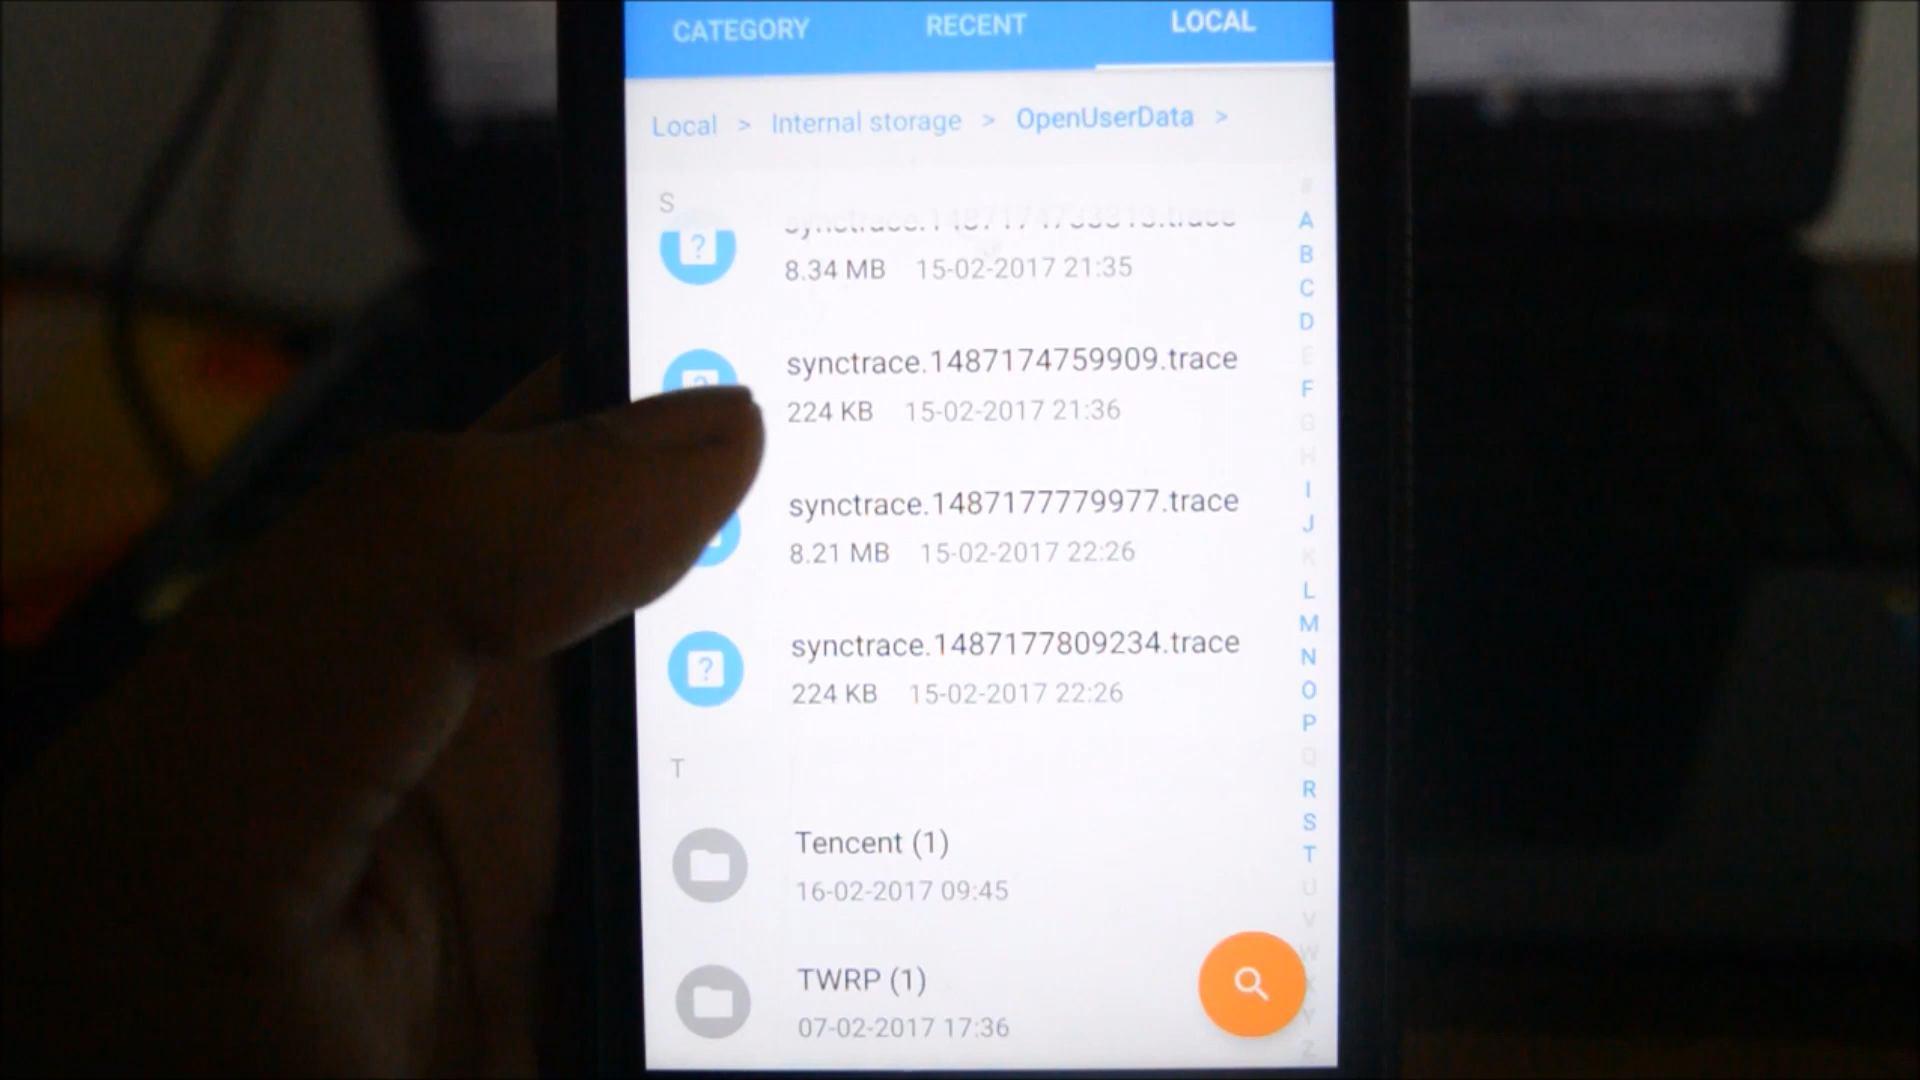 CATEGORY RECENT LOCAL
Local > Internal storage > OpenUserData >
S
8.34 MB 15-02-2017 21:35
synctrace.1487174759909.trace
224 KB 15-02-2017 21:36
synctrace.1487177779977.trace
8.21 MB 15-02-2017 22:26
synctrace.1487177809234.trace
224 KB 15-02-2017 22:26
T
Tencent (1)
16-02-2017 09:45
TWRP (1)
07-02-2017 17:36
#
A
B
C
D
E
F
G
H
I
J
K
L
M
N
O
P
Q
R
S
T
U
V
W
Y
Z